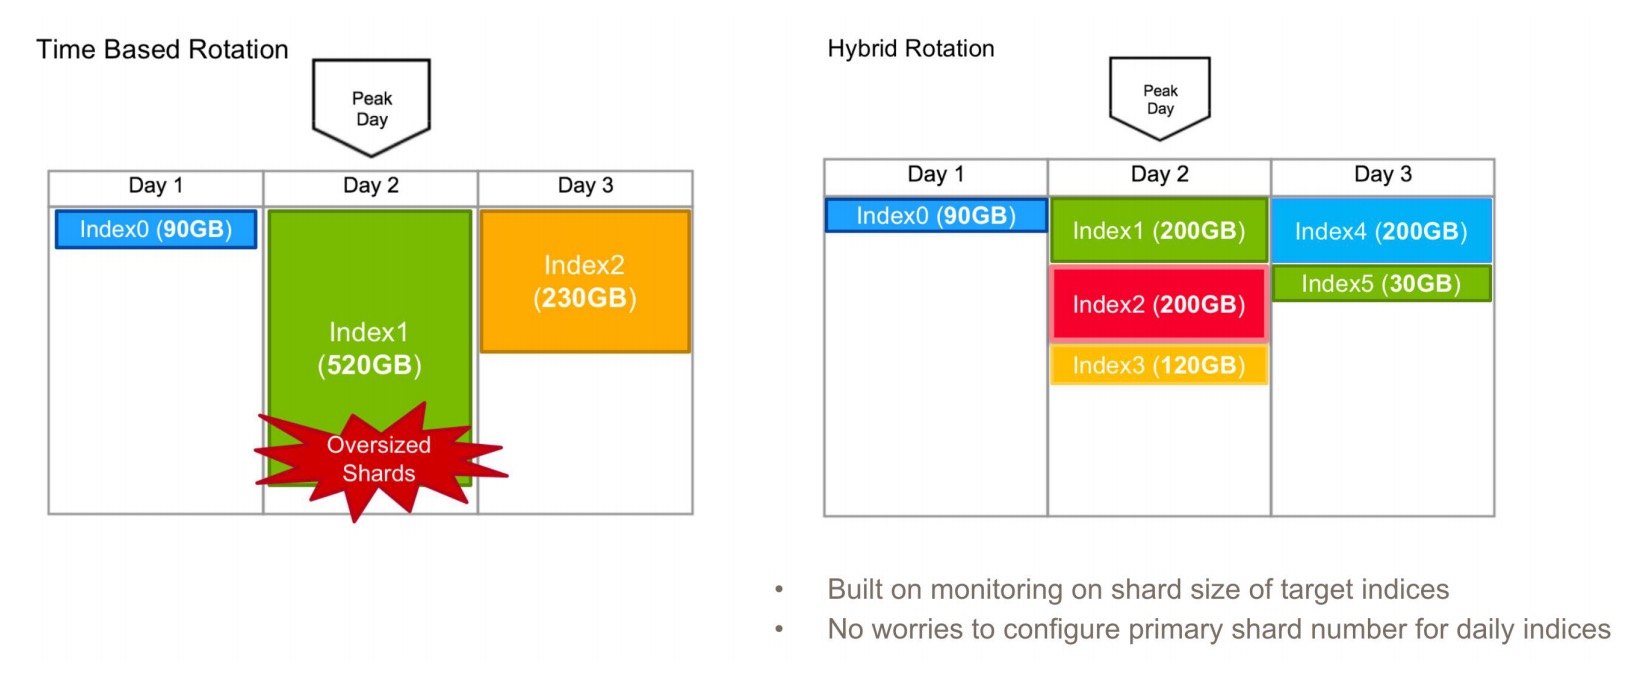 Time Based Rotation
Peak
Day
Day 1
Day 2
Day 3
Index0 (90GB)
Index1
(520GB)
Index2
(230GB)
Oversized
Shards
Hybrid Rotation
Peak
Day
Day 1
Day 2
Day 3
Index0 (90GB)
Index1 (200GB)
Index2 (200GB)
Index3 (120GB)
Index4 (200GB)
Index5 (30GB)
• Built on monitoring on shard size of target indices
• No worries to configure primary shard number for daily indices